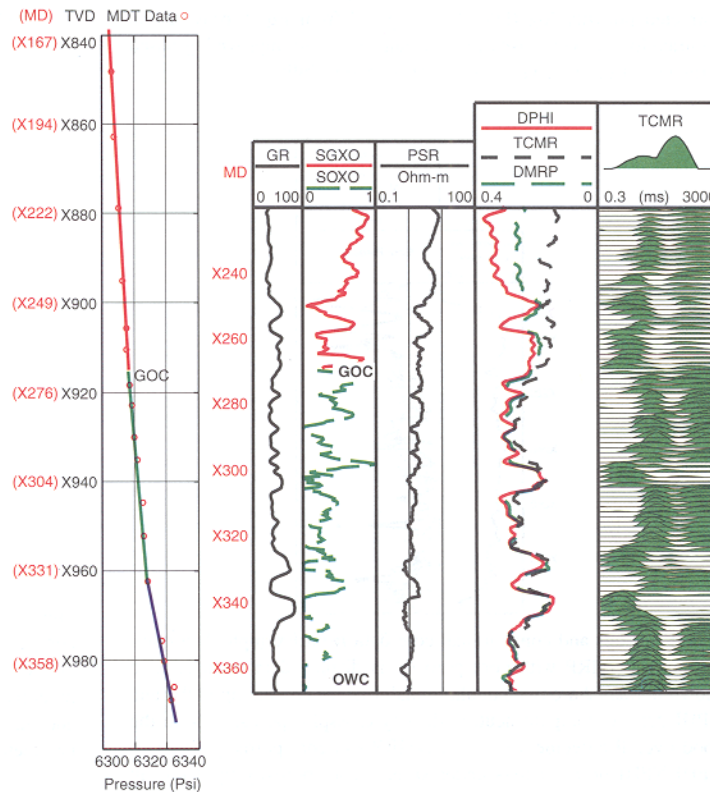 (MD) TVD MDT Data
(X167) X840
(X194) X860
(X222) X880
(X249) X900
GOC
(X276) X920
(X304) X940
(X331) X960
(X358) X980
6300 6320 6340
Pressure (Psi)
MD
GR
0 100
SGXO
SOXO
0 1
PSR
Ohm-m
0.1 100
DPHI
TCMR
DMRP
0.4 0
TCMR
0.3 (ms) 3000
X240
X260
GOC
X280
X300
X320
X340
X360
OWC